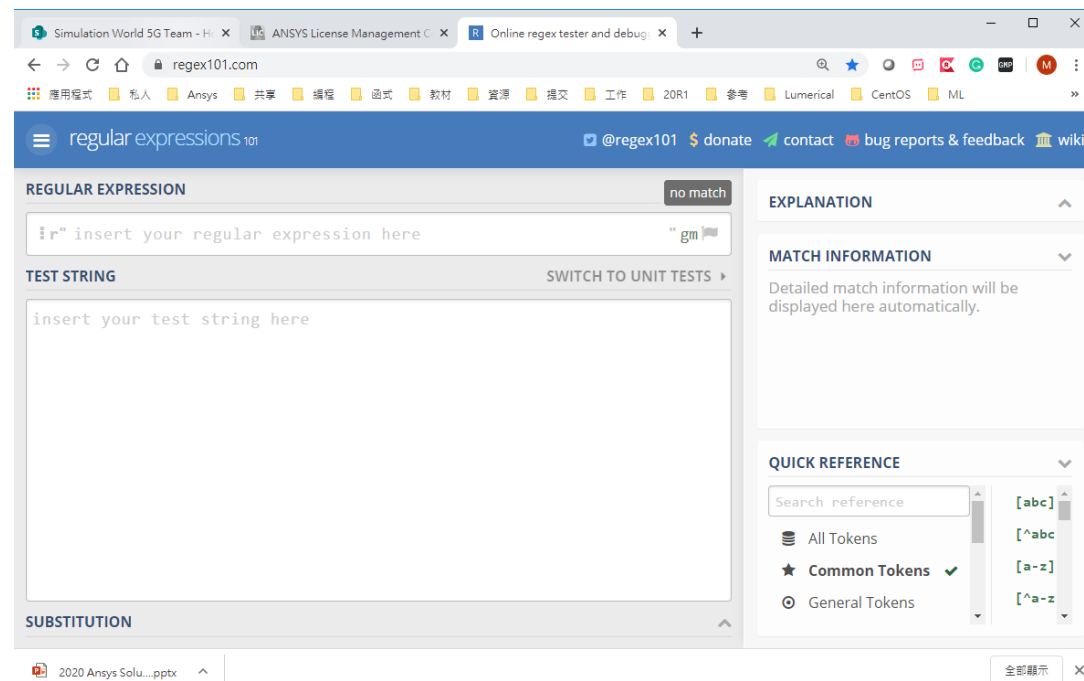 Simulation World 5G Team - H
ANSYS License Management C
Online regex tester and debug
regex101.com
應用程式 私人 Ansys 共享 編程 函式 教材 資源 提交 工作 20R1 參考 Lumerical CentOS ML »
regular expressions 101
@regex101 $ donate contact bug reports & feedback wiki
REGULAR EXPRESSION
no match
r" insert your regular expression here " gm
TEST STRING
SWITCH TO UNIT TESTS
insert your test string here
SUBSTITUTION
EXPLANATION
MATCH INFORMATION
Detailed match information will be
displayed here automatically.
QUICK REFERENCE
Search reference
All Tokens
Common Tokens
General Tokens
[abc]
[^abc
[a-z]
[^a-z
2020 Ansys Solu....pptx
全部顯示